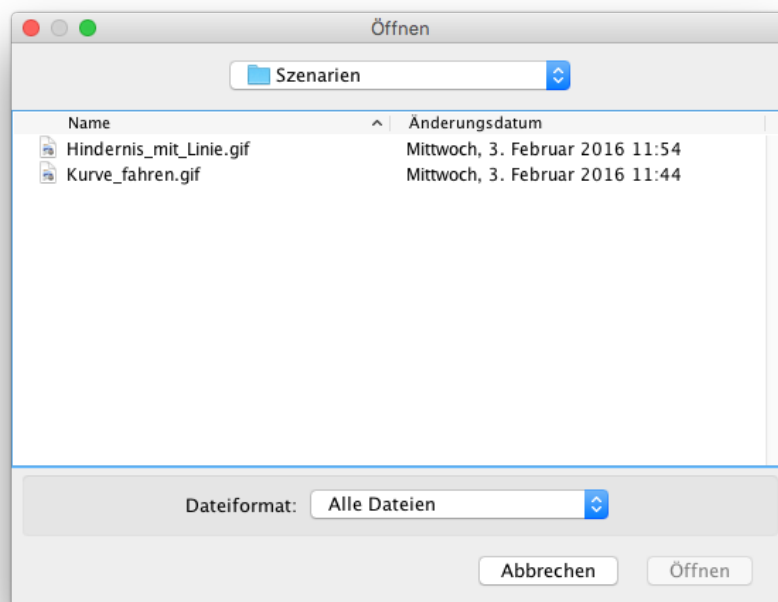 Öffnen
Szenarien
Name Änderungsdatum
Hindernis_mit_Linie.gif Mittwoch, 3. Februar 2016 11:54
Kurve_fahren.gif Mittwoch, 3. Februar 2016 11:44
Dateiformat: Alle Dateien
Abbrechen Öffnen